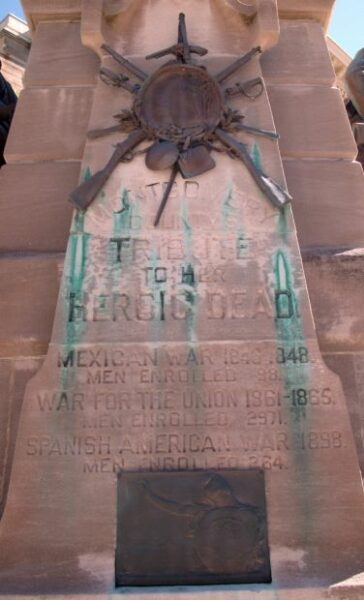 TRIBUTE
TO HER
HEROIC DEAD
MEXICAN WAR 1846-1848.
MEN ENROLLED
WAR FOR THE UNION 1861-1865.
MEN ENROLLED 2971.
SPANISH AMERICAN WAR 1898.
MEN ENROLLED 264.